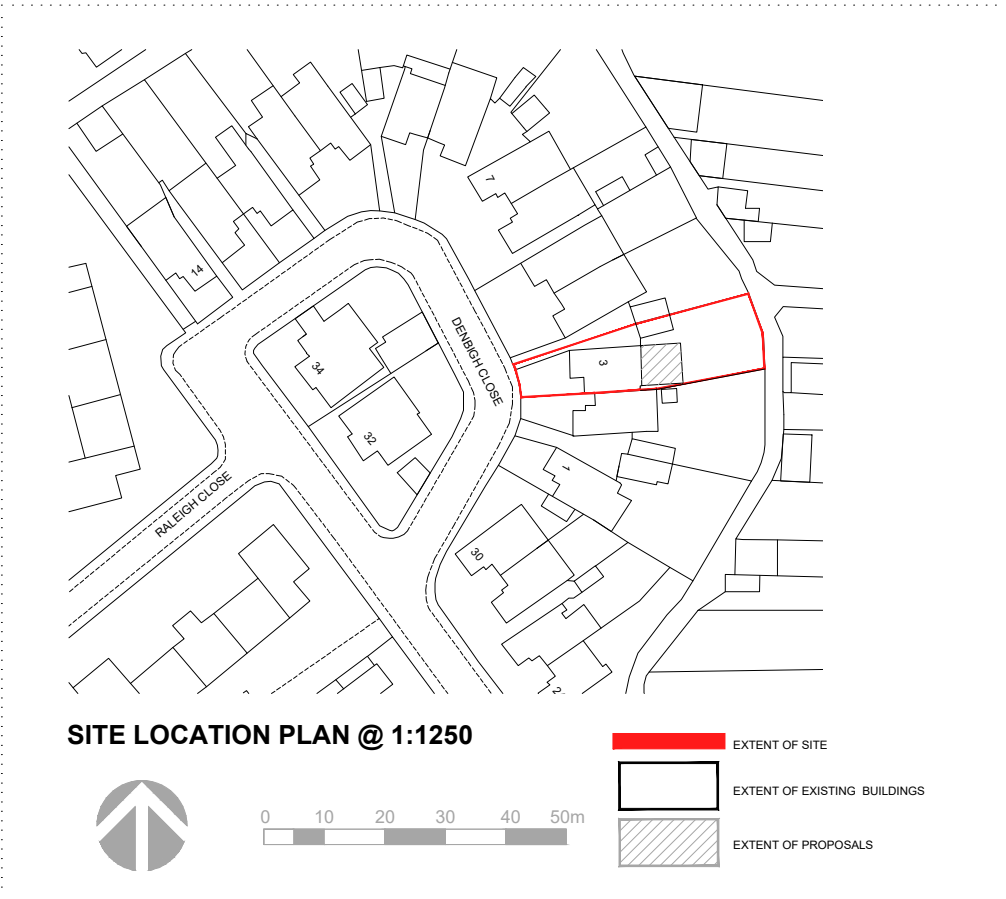 7
14
DENBIGH CLOSE
34
3
32
1
RALEIGH CLOSE
30
SITE LOCATION PLAN @ 1:1250
0 10 20 30 40 50m
EXTENT OF SITE
EXTENT OF EXISTING BUILDINGS
EXTENT OF PROPOSALS